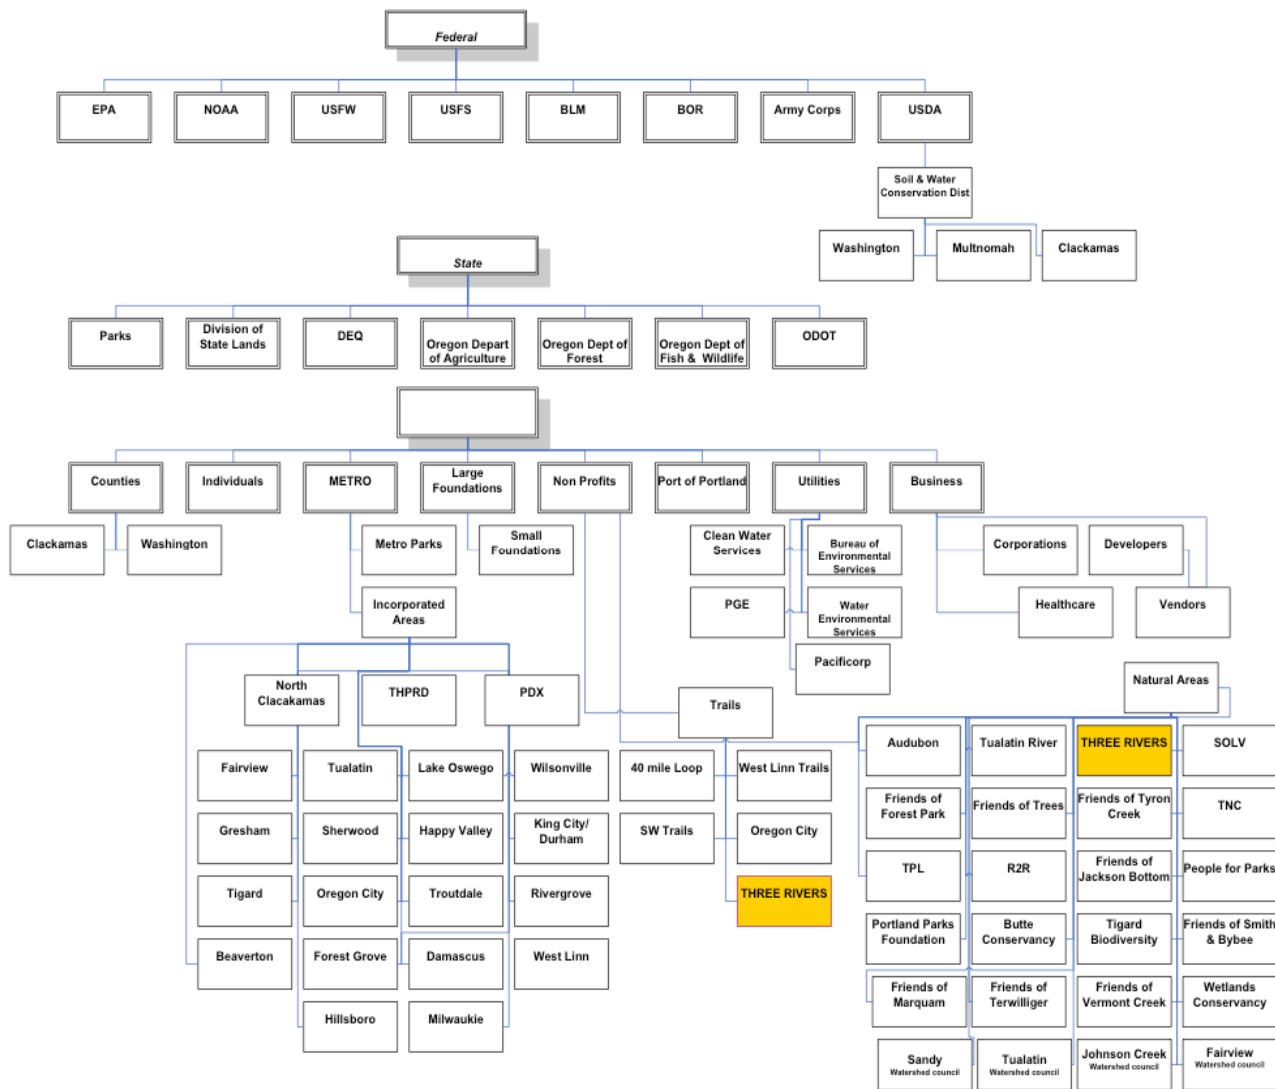 Federal
EPA
NOAA
USFW
USFS
BLM
BOR
Army Corps
USDA
Soil & Water
Conservation Dist
Washington
Multnomah
Clackamas
State
Parks
Division of
State Lands
DEQ
Oregon Depart
of Agriculture
Oregon Dept of
Forest
Oregon Dept of
Fish & Wildlife
ODOT
Counties
Individuals
METRO
Large
Foundations
Non Profits
Port of Portland
Utilities
Business
Clackamas
Washington
Metro Parks
Small
Foundations
Clean Water
Services
Bureau of
Environmental
Services
Corporations
Developers
Incorporated
Areas
PGE
Water
Environmental
Services
Healthcare
Vendors
Pacificorp
North
Clacakamas
THPRD
PDX
Trails
Natural Areas
Fairview
Tualatin
Lake Oswego
Wilsonville
40 mile Loop
West Linn Trails
Audubon
Tualatin River
THREE RIVERS
SOLV
Gresham
Sherwood
Happy Valley
King City/
Durham
SW Trails
Oregon City
Friends of
Forest Park
Friends of Trees
Friends of Tyron
Creek
TNC
Tigard
Oregon City
Troutdale
Rivergrove
THREE RIVERS
TPL
R2R
Friends of
Jackson Bottom
People for Parks
Beaverton
Forest Grove
Damascus
West Linn
Portland Parks
Foundation
Butte
Conservancy
Tigard
Biodiversity
Friends of Smith
& Bybee
Hillsboro
Milwaukie
Friends of
Marquam
Friends of
Terwilliger
Friends of
Vermont Creek
Wetlands
Conservancy
Sandy
Watershed council
Tualatin
Watershed council
Johnson Creek
Watershed council
Fairview
Watershed council